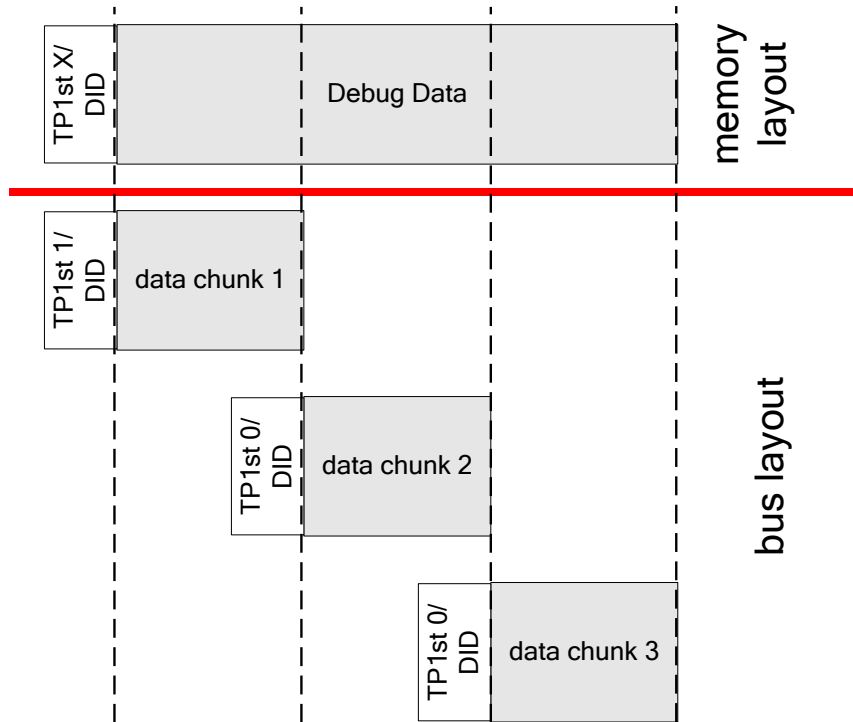 TP1st X/
DID
Debug Data
memory
layout
TP1st 1/
DID
data chunk 1
TP1st 0/
DID
data chunk 2
bus layout
TP1st 0/
DID
data chunk 3